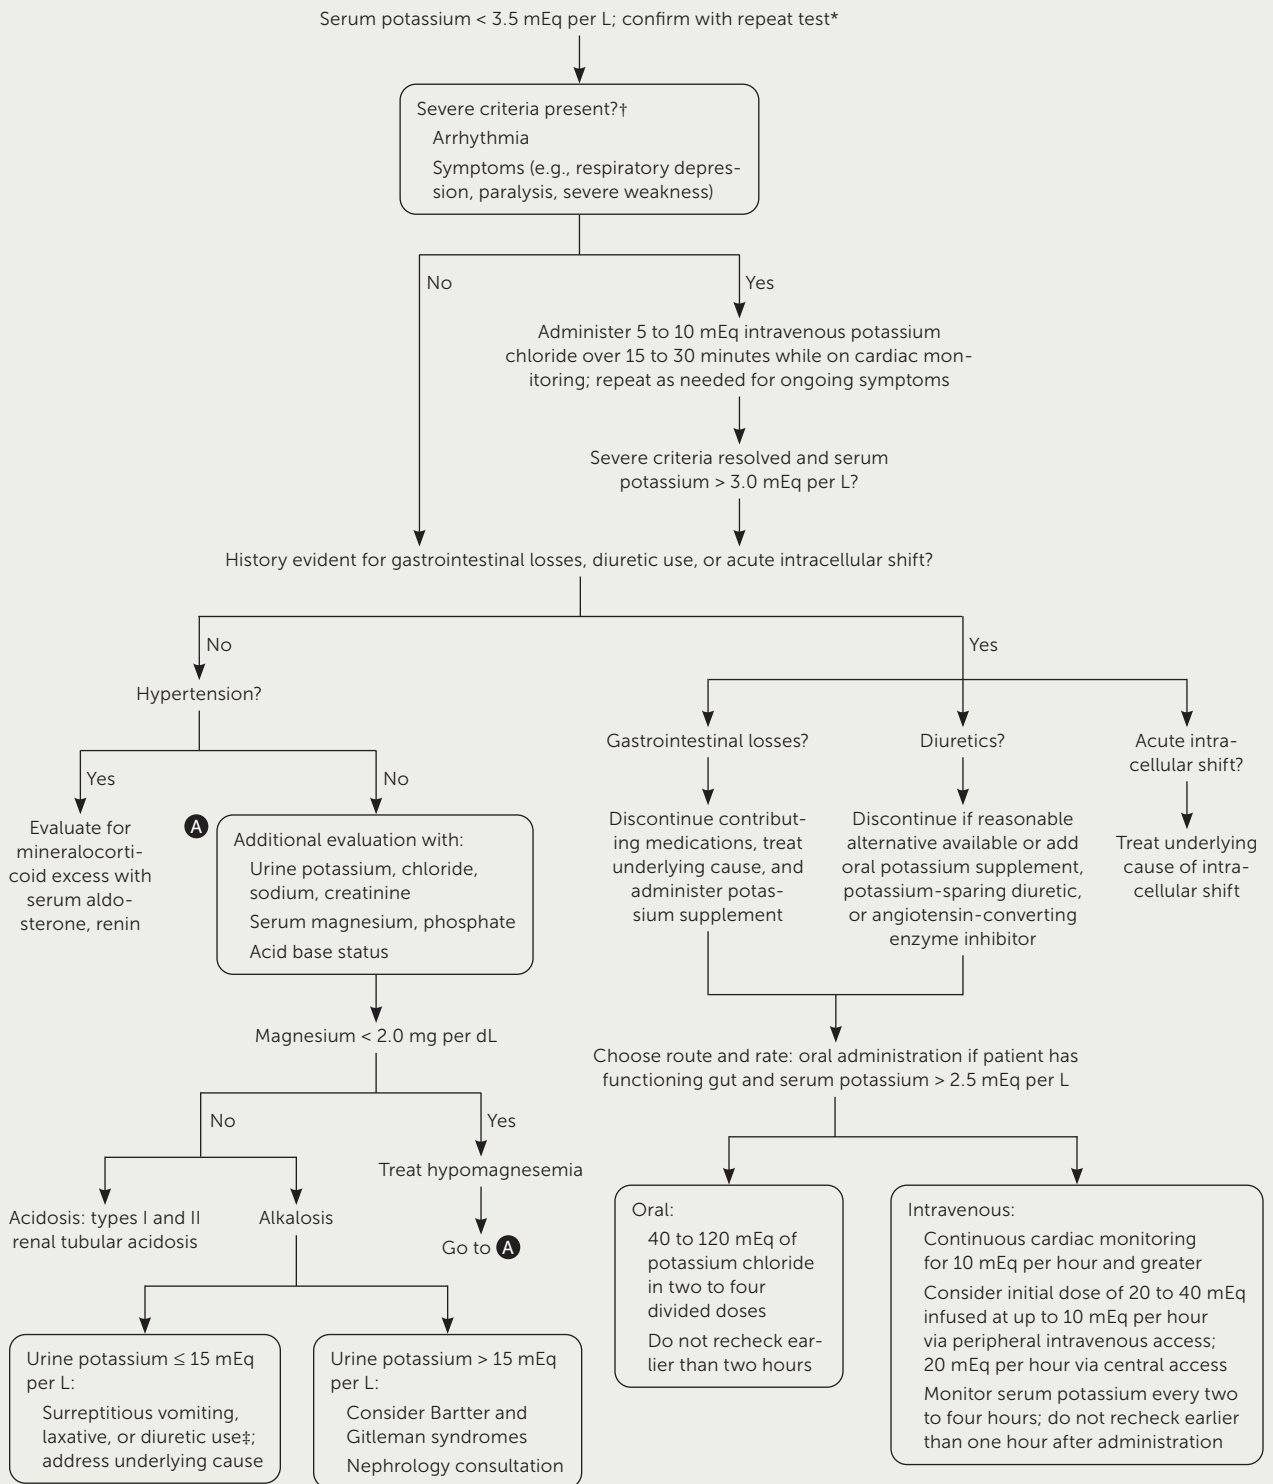 Serum potassium < 3.5 mEq per L; confirm with repeat test*
Severe criteria present?†
Arrhythmia
Symptoms (e.g., respiratory depres-
sion, paralysis, severe weakness)
No
Yes
Administer 5 to 10 mEq intravenous potassium
chloride over 15 to 30 minutes while on cardiac mon-
itoring; repeat as needed for ongoing symptoms
Severe criteria resolved and serum
potassium > 3.0 mEq per L?
History evident for gastrointestinal losses, diuretic use, or acute intracellular shift?
No
Yes
Hypertension?
Yes
No
Evaluate for
mineralocorti-
coid excess with
serum aldo-
sterone, renin
A
Additional evaluation with:
Urine potassium, chloride,
sodium, creatinine
Serum magnesium, phosphate
Acid base status
Magnesium < 2.0 mg per dL
No
Yes
Acidosis: types I and II
renal tubular acidosis
Alkalosis
Treat hypomagnesemia
Go to A
Urine potassium ≤ 15 mEq
per L:
Surreptitious vomiting,
laxative, or diuretic use‡;
address underlying cause
Urine potassium > 15 mEq
per L:
Consider Bartter and
Gitleman syndromes
Nephrology consultation
Gastrointestinal losses?
Discontinue contribut-
ing medications, treat
underlying cause, and
administer potas-
sium supplement
Diuretics?
Discontinue if reasonable
alternative available or add
oral potassium supplement,
potassium-sparing diuretic,
or angiotensin-converting
enzyme inhibitor
Acute intra-
cellular shift?
Treat underlying
cause of intra-
cellular shift
Choose route and rate: oral administration if patient has
functioning gut and serum potassium > 2.5 mEq per L
Oral:
40 to 120 mEq of
potassium chloride
in two to four
divided doses
Do not recheck ear-
lier than two hours
Intravenous:
Continuous cardiac monitoring
for 10 mEq per hour and greater
Consider initial dose of 20 to 40 mEq
infused at up to 10 mEq per hour
via peripheral intravenous access;
20 mEq per hour via central access
Monitor serum potassium every two
to four hours; do not recheck earlier
than one hour after administration